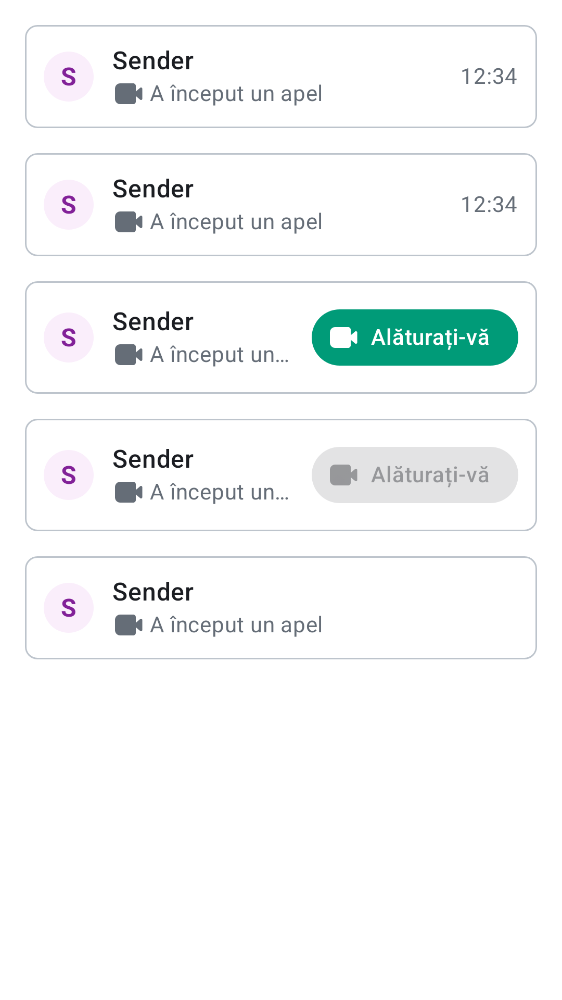 S
Sender
A început un apel
12:34
S
Sender
A început un apel
12:34
S
Sender
A început un...
Alăturați-vă
S
Sender
A început un...
Alăturați-vă
S
Sender
A început un apel